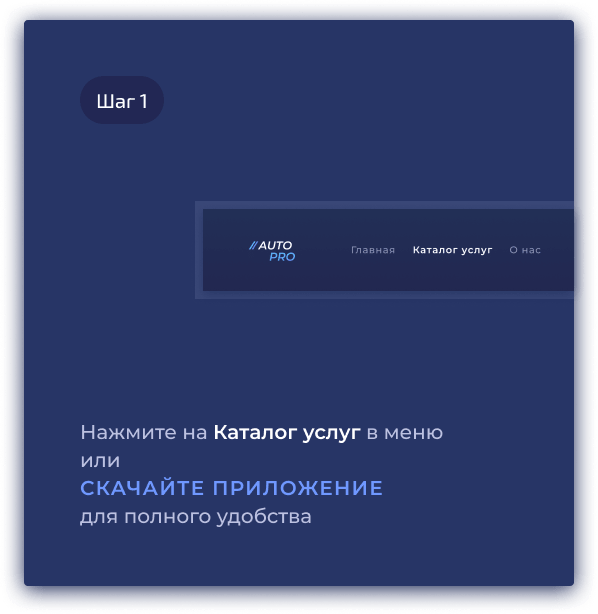 Шаг 1
//AUTO
PRO
Главная
Каталог услуг
О нас
Нажмите на Каталог услуг в меню
или
СКАЧАЙТЕ ПРИЛОЖЕНИЕ
для полного удобства